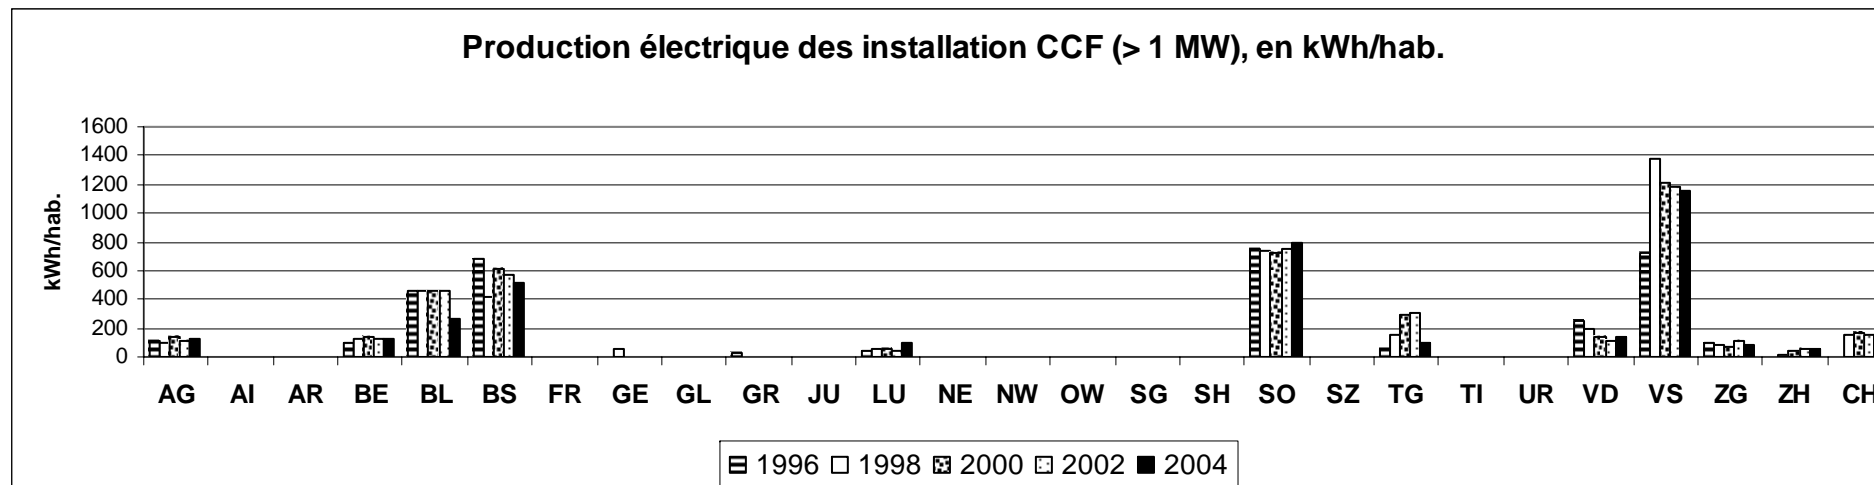 Production électrique des installation CCF (> 1 MW), en kWh/hab.
kWh/hab.
1600
1400
1200
1000
800
600
400
200
0
AG AI AR BE BL BS FR GE GL GR JU LU NE NW OW SG SH SO SZ TG TI UR VD VS ZG ZH CH
1996 1998 2000 2002 2004